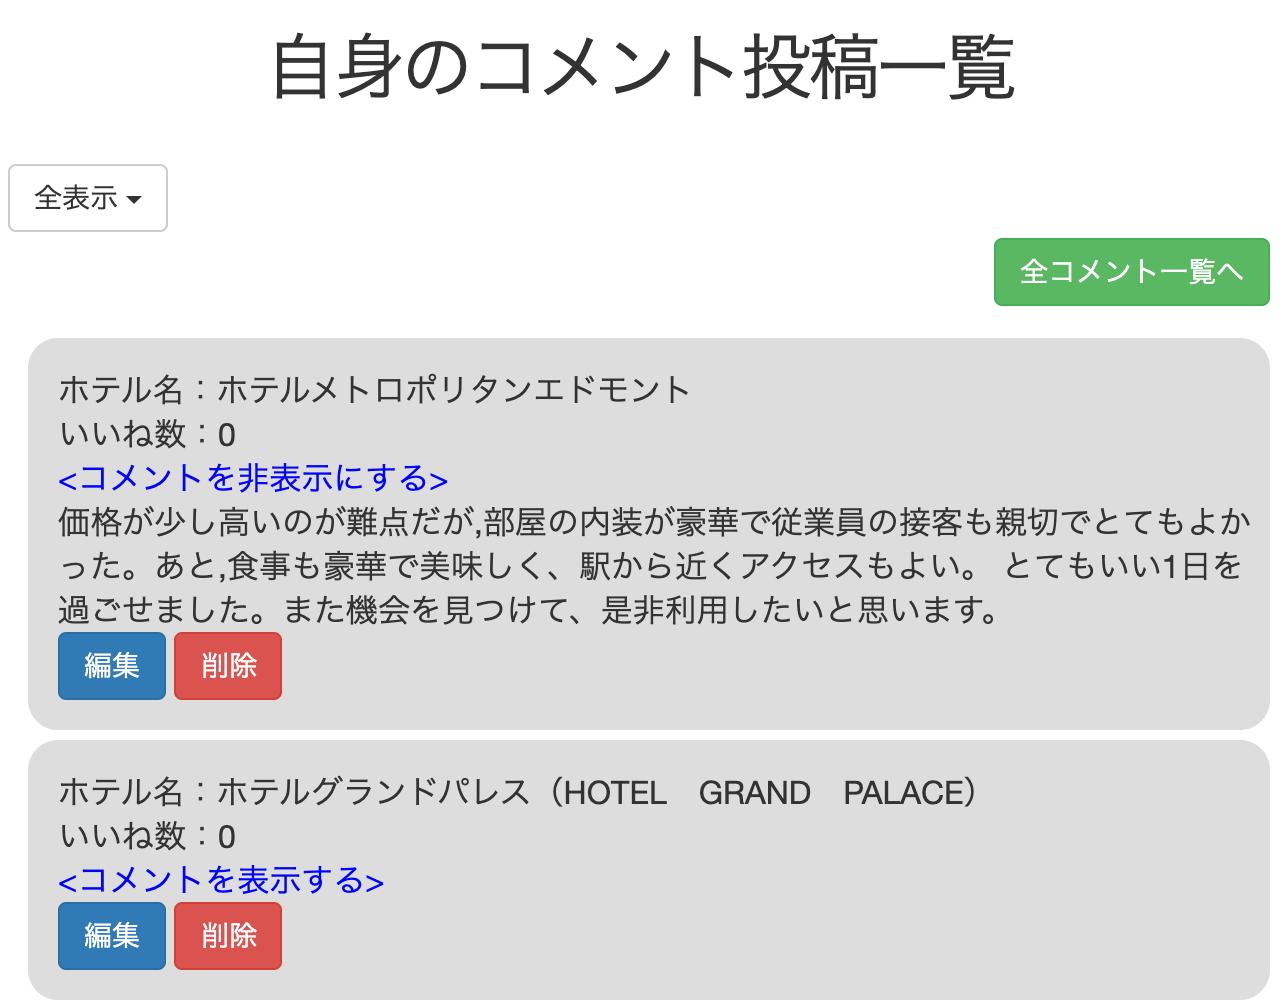 自身のコメント投稿一覧
全表示
全コメント一覧へ
ホテル名：ホテルメトロポリタンエドモント
いいね数：0
<コメントを非表示にする>
価格が少し高いのが難点だが,部屋の内装が豪華で従業員の接客も親切でとてもよか
った。あと,食事も豪華で美味しく、駅から近くアクセスもよい。 とてもいい1日を
過ごせました。また機会を見つけて、是非利用したいと思います。
編集 削除
ホテル名：ホテルグランドパレス（HOTEL　GRAND　PALACE）
いいね数：0
<コメントを表示する>
編集 削除